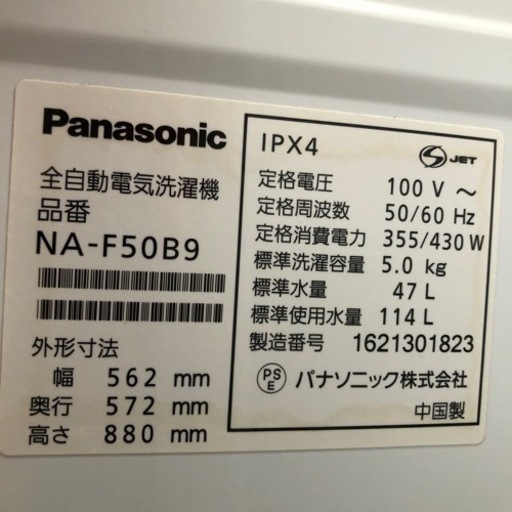 Panasonic
全自動電気洗濯機
品番
NA-F50B9
外形寸法
幅 562 mm
奥行 572 mm
高さ 880 mm
IPX4
S JET
定格電圧 100 V ～
定格周波数 50/60 Hz
定格消費電力 355/430 W
標準洗濯容量 5.0 kg
標準水量 47 L
標準使用水量 114 L
製造番号 1621301823
PSE パナソニック株式会社
中国製